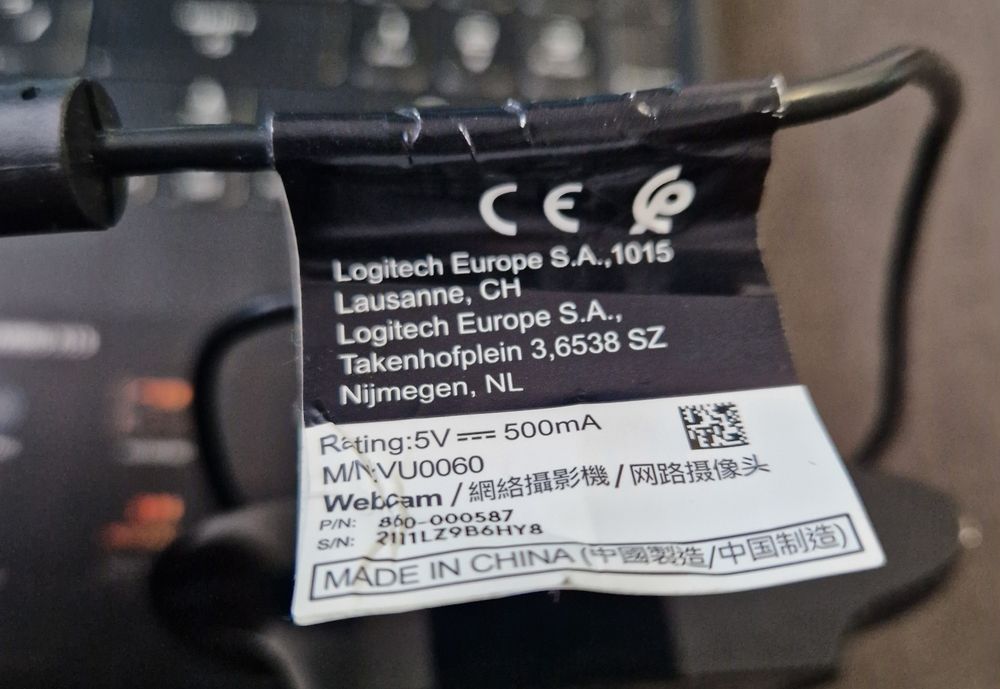 CE
Logitech Europe S.A.,1015
Lausanne, CH
Logitech Europe S.A.,
Takenhofplein 3,6538 SZ
Nijmegen, NL
Rating:5V ⎓ 500mA
M/N:VU0060
Webcam / 網絡攝影機 / 网路摄像头
P/N: 860-000587
S/N: 2111LZ9B6HY8
MADE IN CHINA (中國製造/中国制造)